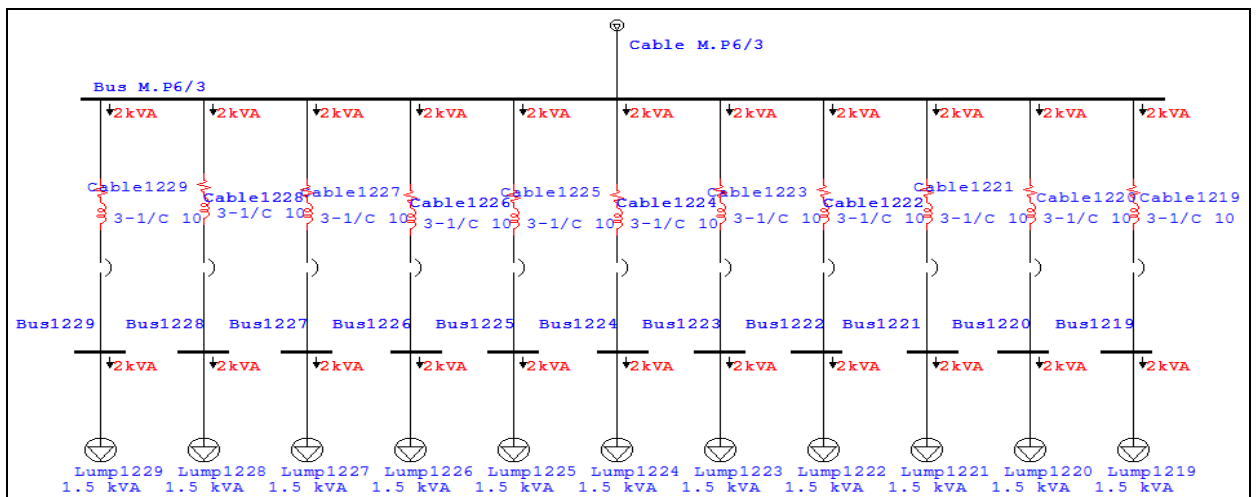 Cable M.P6/3
Bus M.P6/3
2kVA 2kVA 2kVA 2kVA 2kVA 2kVA 2kVA 2kVA 2kVA 2kVA 2kVA
Cable1229 Cable1228 Cable1227 Cable1226 Cable1225 Cable1224 Cable1223 Cable1222 Cable1221 Cable1220 Cable1219
3-1/C 10 3-1/C 10 3-1/C 10 3-1/C 10 3-1/C 10 3-1/C 10 3-1/C 10 3-1/C 10 3-1/C 10 3-1/C 10 3-1/C 10
Bus1229 Bus1228 Bus1227 Bus1226 Bus1225 Bus1224 Bus1223 Bus1222 Bus1221 Bus1220 Bus1219
2kVA 2kVA 2kVA 2kVA 2kVA 2kVA 2kVA 2kVA 2kVA 2kVA 2kVA
Lump1229 Lump1228 Lump1227 Lump1226 Lump1225 Lump1224 Lump1223 Lump1222 Lump1221 Lump1220 Lump1219
1.5 kVA 1.5 kVA 1.5 kVA 1.5 kVA 1.5 kVA 1.5 kVA 1.5 kVA 1.5 kVA 1.5 kVA 1.5 kVA 1.5 kVA